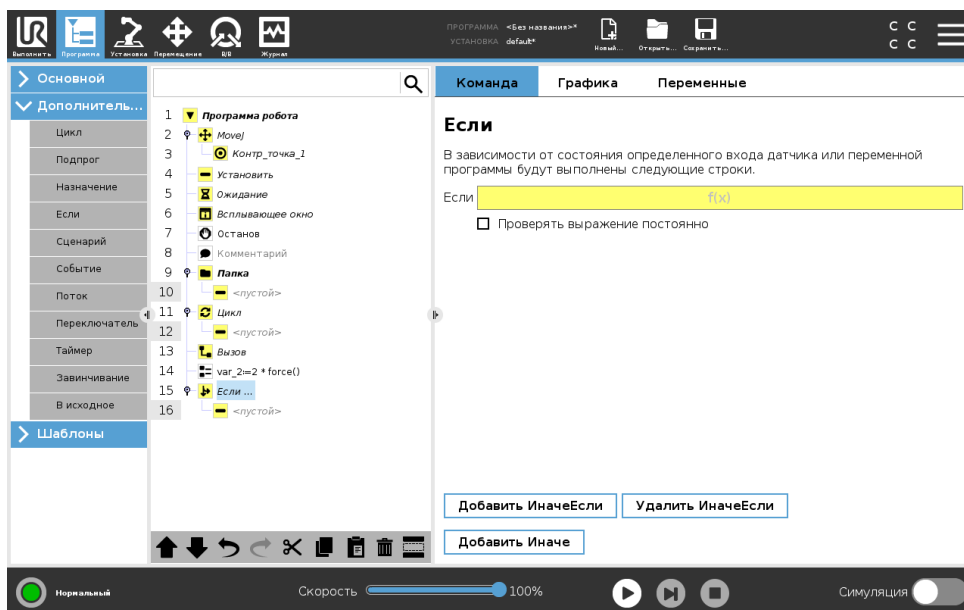 UR
ПРОГРАММА <Без названия>*
УСТАНОВКА default*
C C
C C
Выполнить Программа Установка Перемещение В/В Журнал Новый... Открыть... Сохранить...
Основной
Дополнитель...
Цикл
Подпрог
Назначение
Если
Сценарий
Событие
Поток
Переключатель
Таймер
Завинчивание
В исходное
Шаблоны
1 Программа робота
2 MoveJ
3 Контр_точка_1
4 Установить
5 Ожидание
6 Всплывающее окно
7 Останов
8 Комментарий
9 Папка
10 <пустой>
11 Цикл
12 <пустой>
13 Вызов
14 var_2:=2 * force()
15 Если ...
16 <пустой>
Команда Графика Переменные
Если
В зависимости от состояния определенного входа датчика или переменной
программы будут выполнены следующие строки.
Если f(x)
Проверять выражение постоянно
Добавить ИначеЕсли Удалить ИначеЕсли
Добавить Иначе
Нормальный Скорость 100% Симуляция